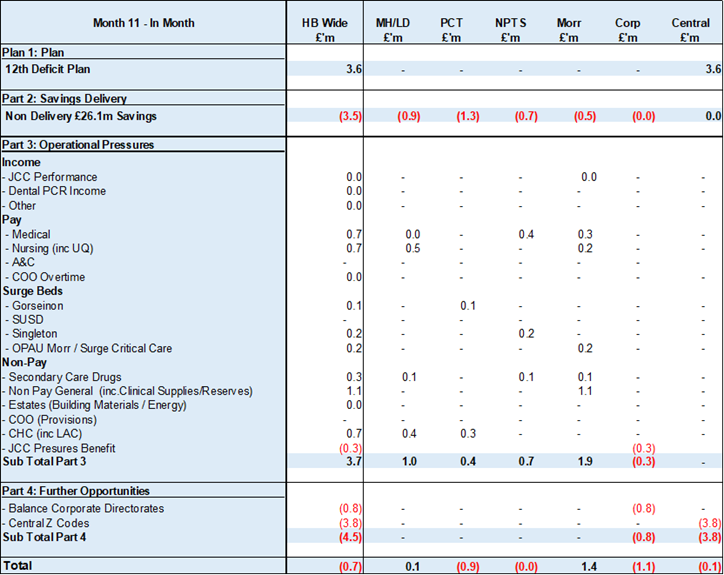 Month 11 - In Month HB Wide MH/LD PCT NPTS Morr Corp Central
£'m £'m £'m £'m £'m £'m £'m
Plan 1: Plan
12th Deficit Plan 3.6 - - - - - 3.6
Part 2: Savings Delivery
Non Delivery £26.1m Savings (3.5) (0.9) (1.3) (0.7) (0.5) (0.0) 0.0
Part 3: Operational Pressures
Income
- JCC Performance 0.0 - - - 0.0 - -
- Dental PCR Income 0.0 - - - - - -
- Other 0.0 - - - - - -
Pay
- Medical 0.7 0.0 - 0.4 0.3 - -
- Nursing (inc UQ) 0.7 0.5 - - 0.2 - -
- A&C - - - - - - -
- COO Overtime 0.0 - - - - - -
Surge Beds
- Gorseinon 0.1 - 0.1 - - - -
- SUSD - - - - - - -
- Singleton 0.2 - - 0.2 - - -
- OPAU Morr / Surge Critical Care 0.2 - - - 0.2 - -
Non-Pay
- Secondary Care Drugs 0.3 0.1 - 0.1 0.1 - -
- Non Pay General (inc.Clinical Supplies/Reserves) 1.1 - - - 1.1 - -
- Estates (Building Materials / Energy) 0.0 - - - - - -
- COO (Provisions) - - - - - - -
- CHC (inc LAC) 0.7 0.4 0.3 - - - -
- JCC Presures Benefit (0.3) - - - - (0.3) -
Sub Total Part 3 3.7 1.0 0.4 0.7 1.9 (0.3) -
Part 4: Further Opportunities
- Balance Corporate Directorates (0.8) - - - - (0.8) -
- Central Z Codes (3.8) - - - - - (3.8)
Sub Total Part 4 (4.5) - - - - (0.8) (3.8)
Total (0.7) 0.1 (0.9) (0.0) 1.4 (1.1) (0.1)